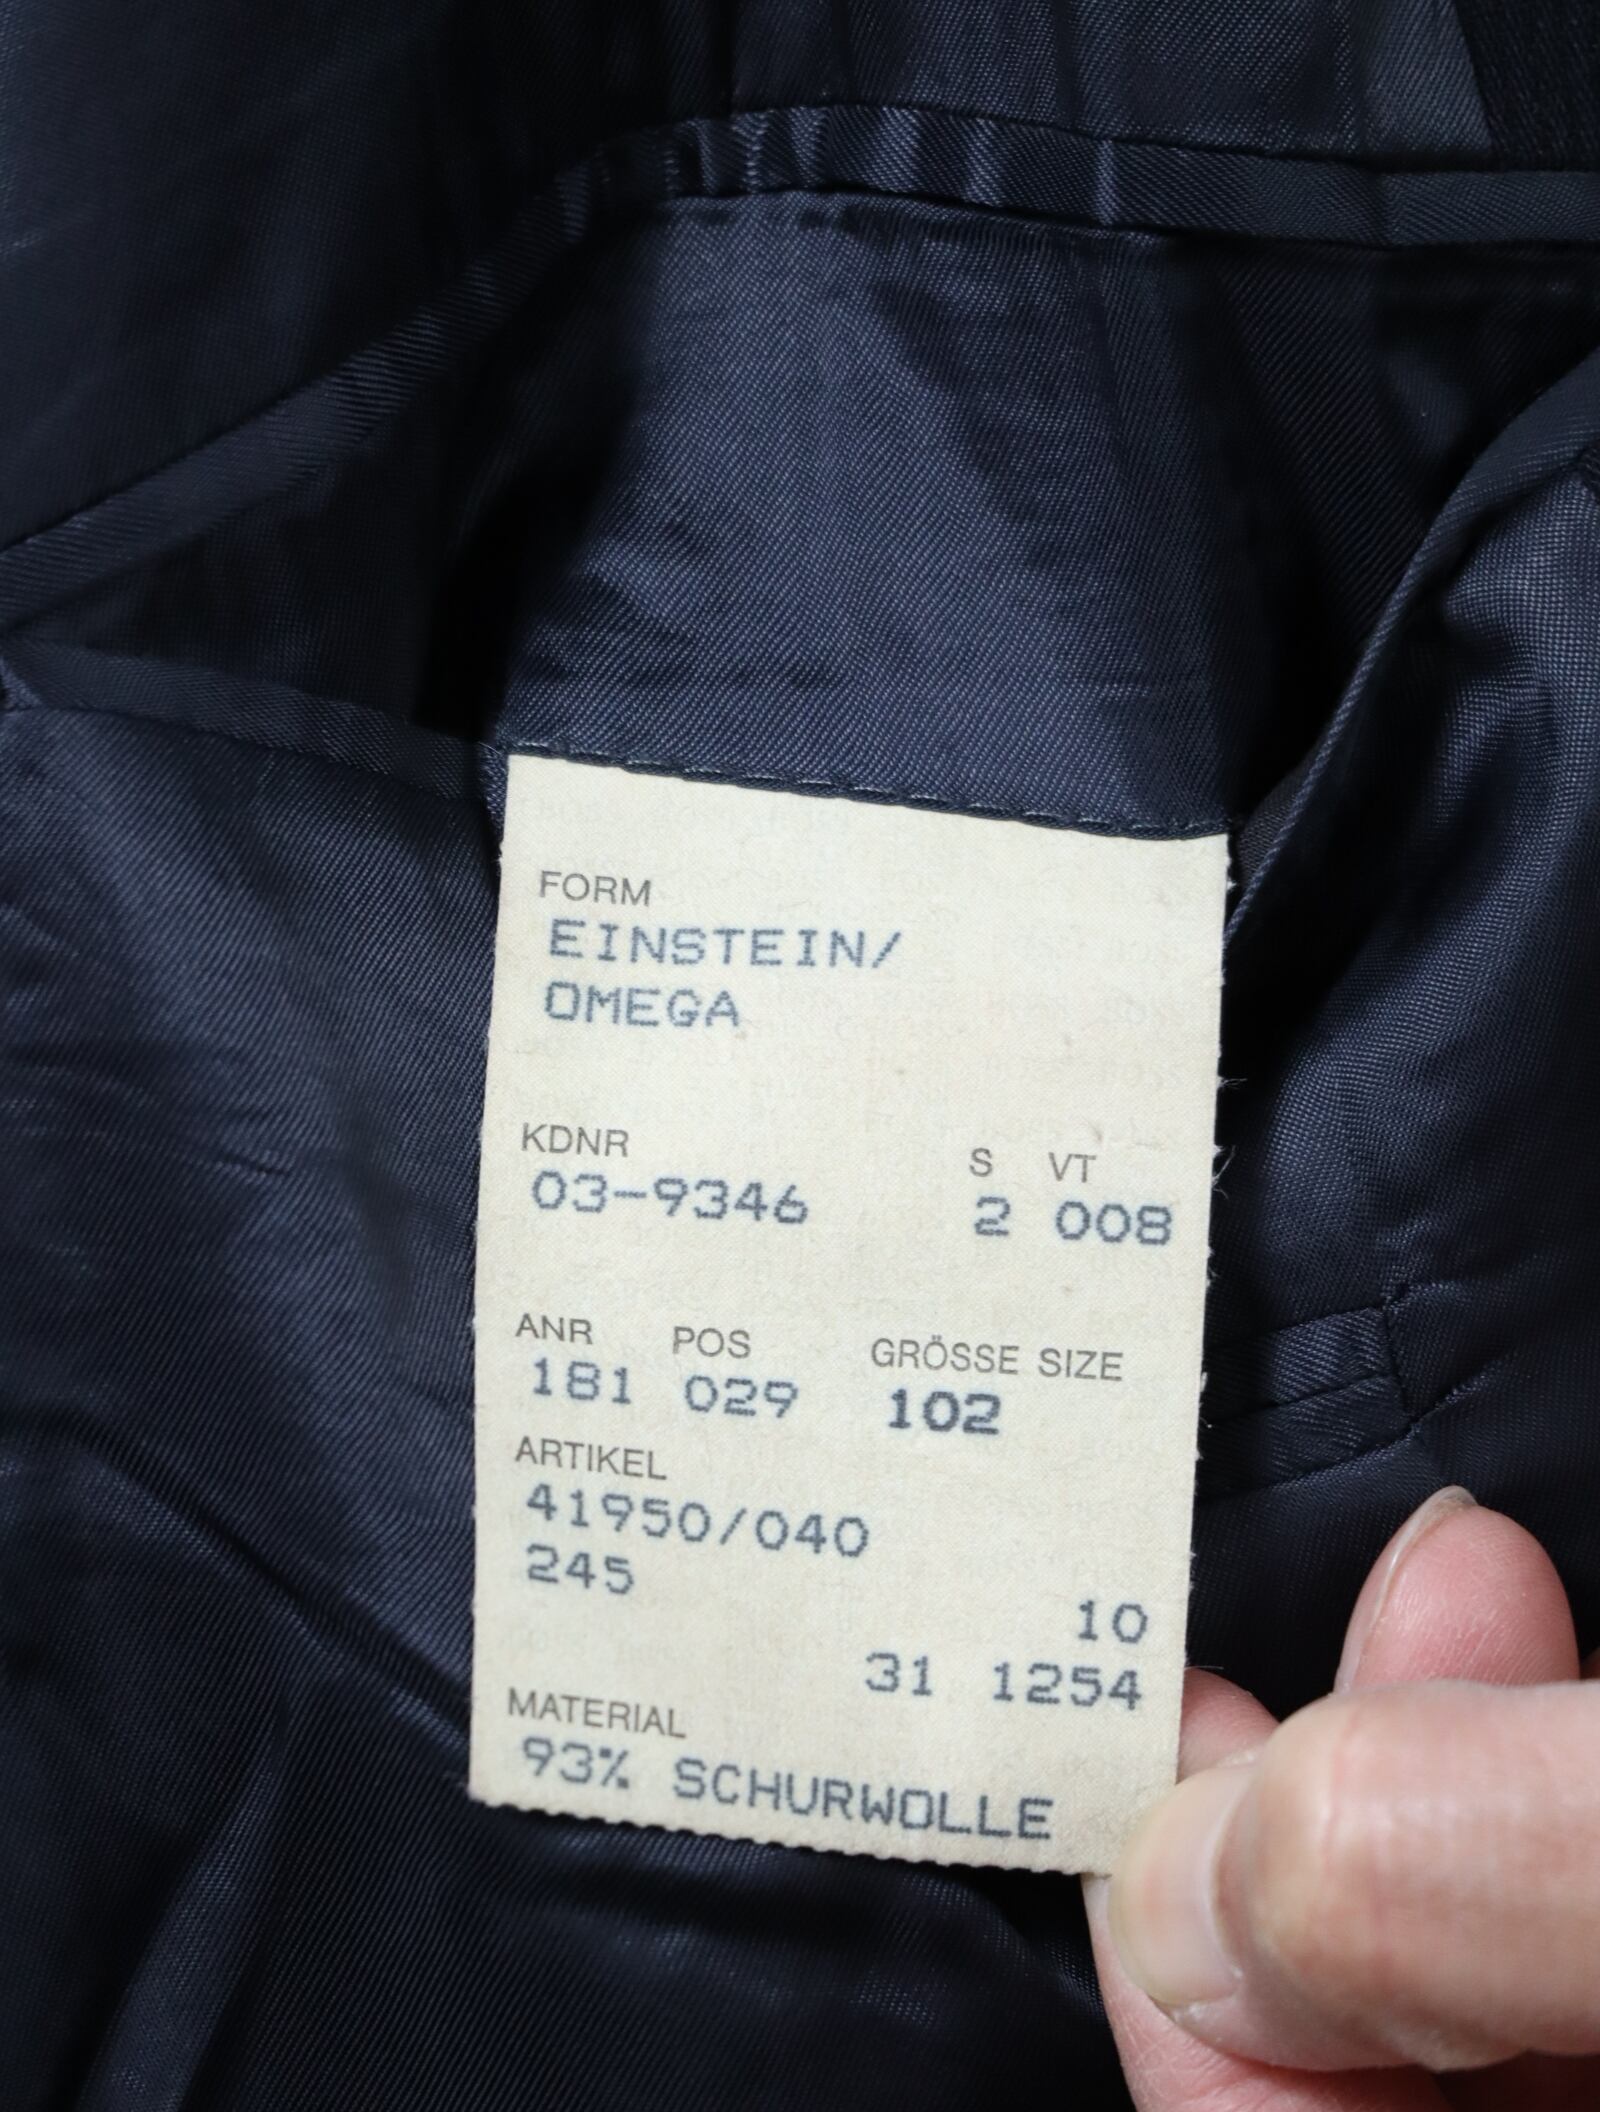 FORM
EINSTEIN/
OMEGA
KDNR S VT
03-9346 2 008
ANR POS GRÖSSE SIZE
181 029 102
ARTIKEL
41950/040
245
10
31 1254
MATERIAL
93% SCHURWOLLE